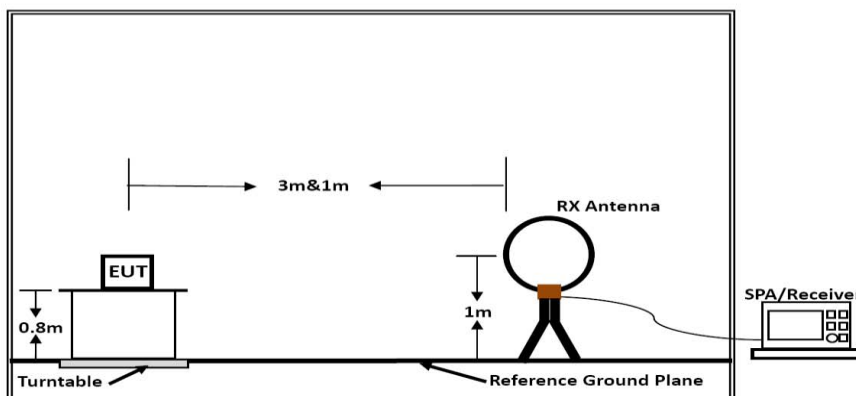 3m&1m
RX Antenna
EUT
SPA/Receiver
0.8m
1m
Turntable
Reference Ground Plane